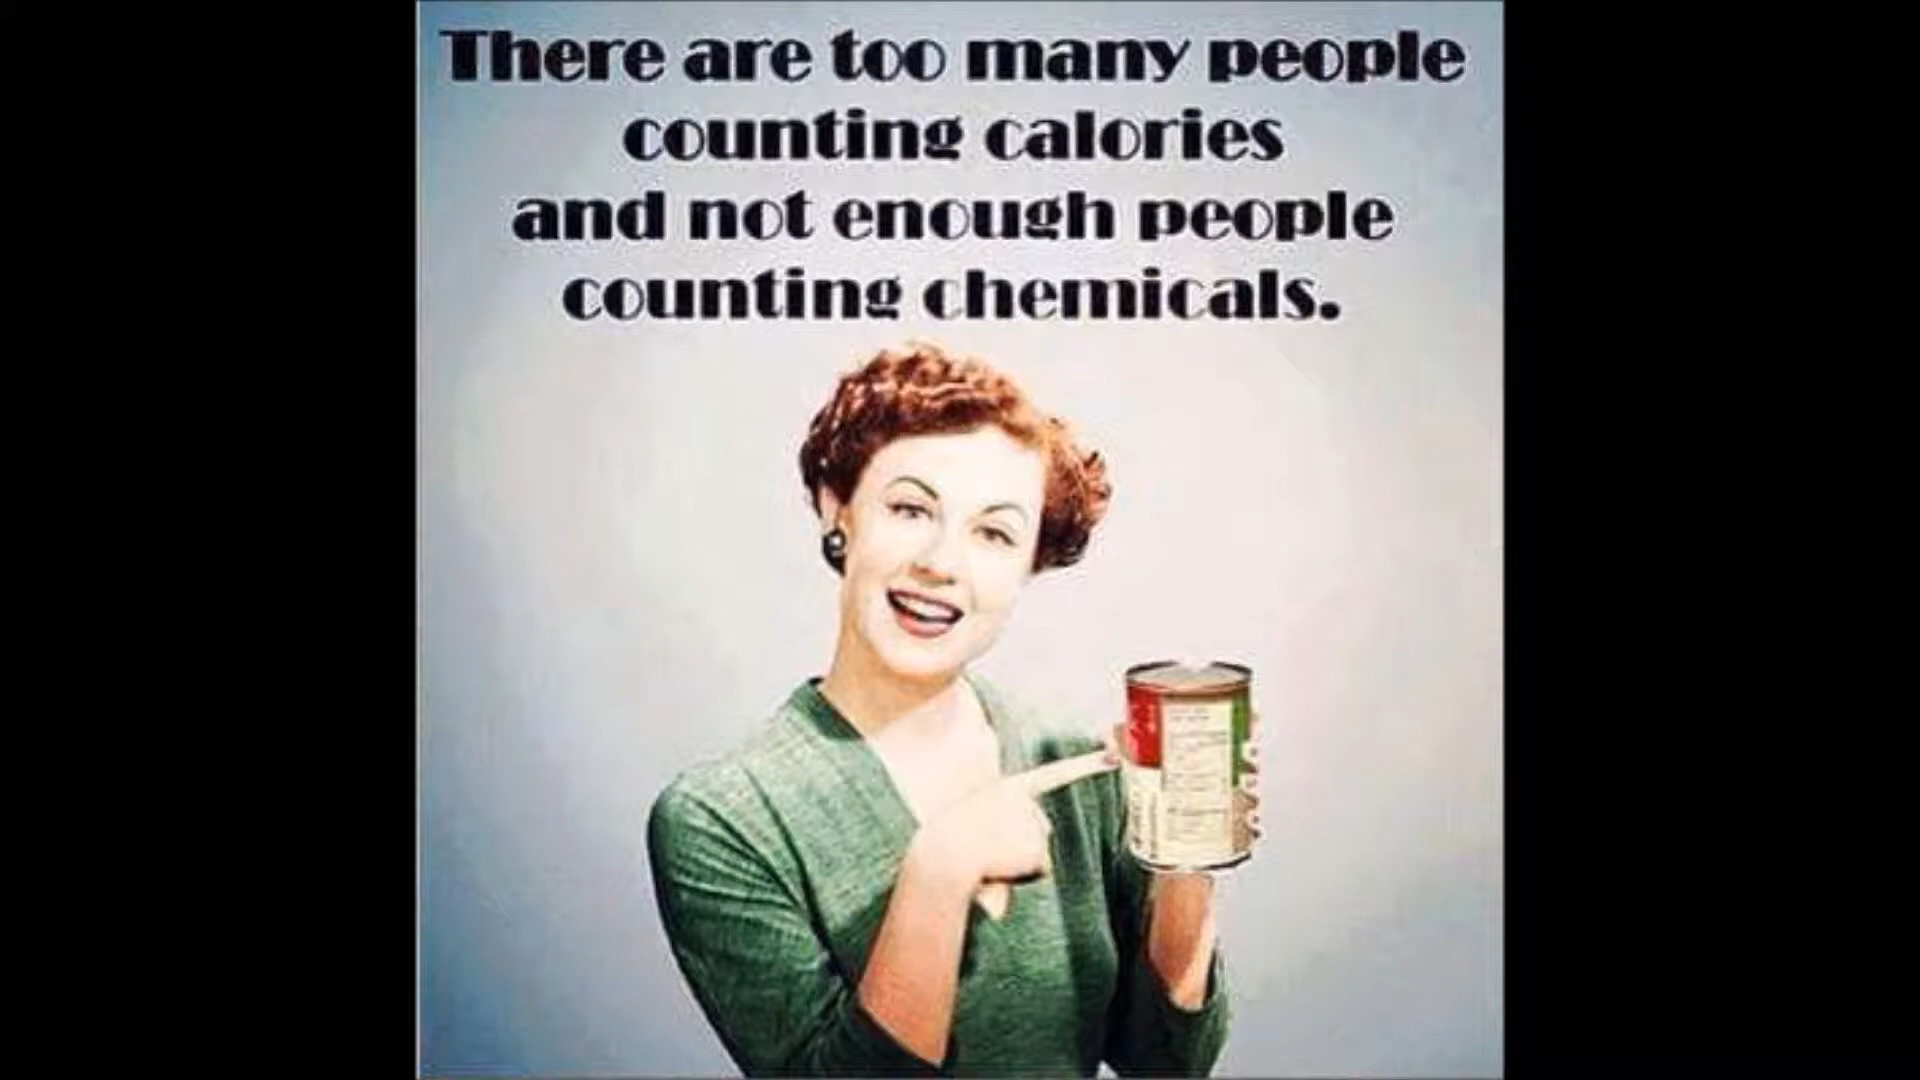 There are too many people
counting calories
and not enough people
counting chemicals.